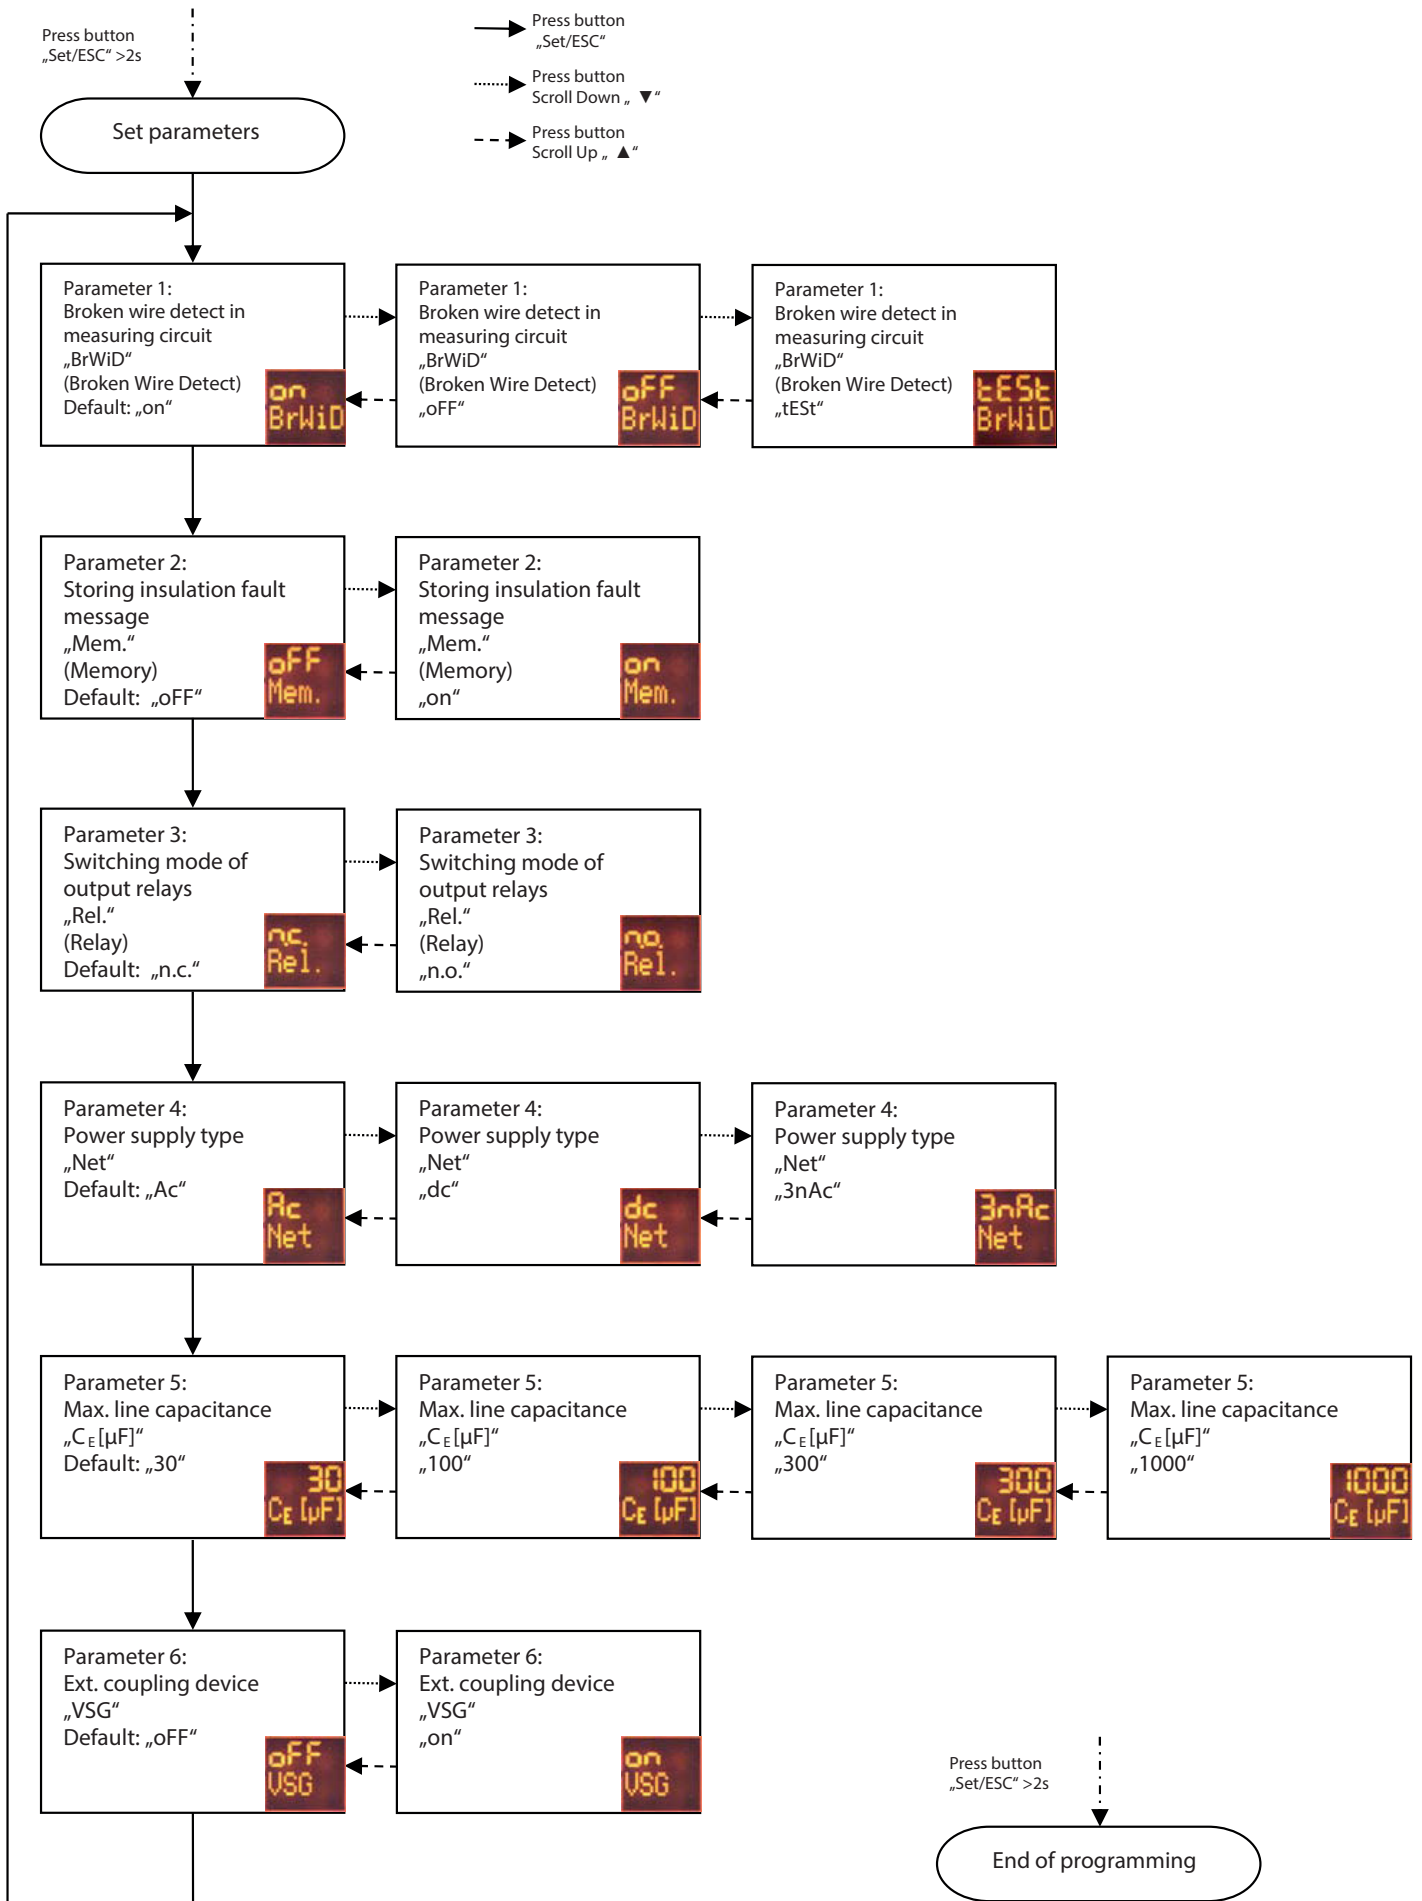 Press button
„Set/ESC“ >2s
Press button
„Set/ESC“
Press button
Scroll Down „ ▼“
Press button
Scroll Up „ ▲“
Set parameters
Parameter 1:
Broken wire detect in
measuring circuit
„BrWiD“
(Broken Wire Detect)
Default: „on“
on
BrWiD
Parameter 1:
Broken wire detect in
measuring circuit
„BrWiD“
(Broken Wire Detect)
„oFF“
oFF
BrWiD
Parameter 1:
Broken wire detect in
measuring circuit
„BrWiD“
(Broken Wire Detect)
„tESt“
tESt
BrWiD
Parameter 2:
Storing insulation fault
message
„Mem.“
(Memory)
Default: „oFF“
oFF
Mem.
Parameter 2:
Storing insulation fault
message
„Mem.“
(Memory)
„on“
on
Mem.
Parameter 3:
Switching mode of
output relays
„Rel.“
(Relay)
Default: „n.c.“
n.c.
Rel.
Parameter 3:
Switching mode of
output relays
„Rel.“
(Relay)
„n.o.“
n.o.
Rel.
Parameter 4:
Power supply type
„Net“
Default: „Ac“
Ac
Net
Parameter 4:
Power supply type
„Net“
„dc“
dc
Net
Parameter 4:
Power supply type
„Net“
„3nAc“
3nAc
Net
Parameter 5:
Max. line capacitance
„C E [µF]“
Default: „30“
30
CE [µF]
Parameter 5:
Max. line capacitance
„C E [µF]“
„100“
100
CE [µF]
Parameter 5:
Max. line capacitance
„C E [µF]“
„300“
300
CE [µF]
Parameter 5:
Max. line capacitance
„C E [µF]“
„1000“
1000
CE [µF]
Parameter 6:
Ext. coupling device
„VSG“
Default: „oFF“
oFF
VSG
Parameter 6:
Ext. coupling device
„VSG“
„on“
on
VSG
Press button
„Set/ESC“ >2s
End of programming